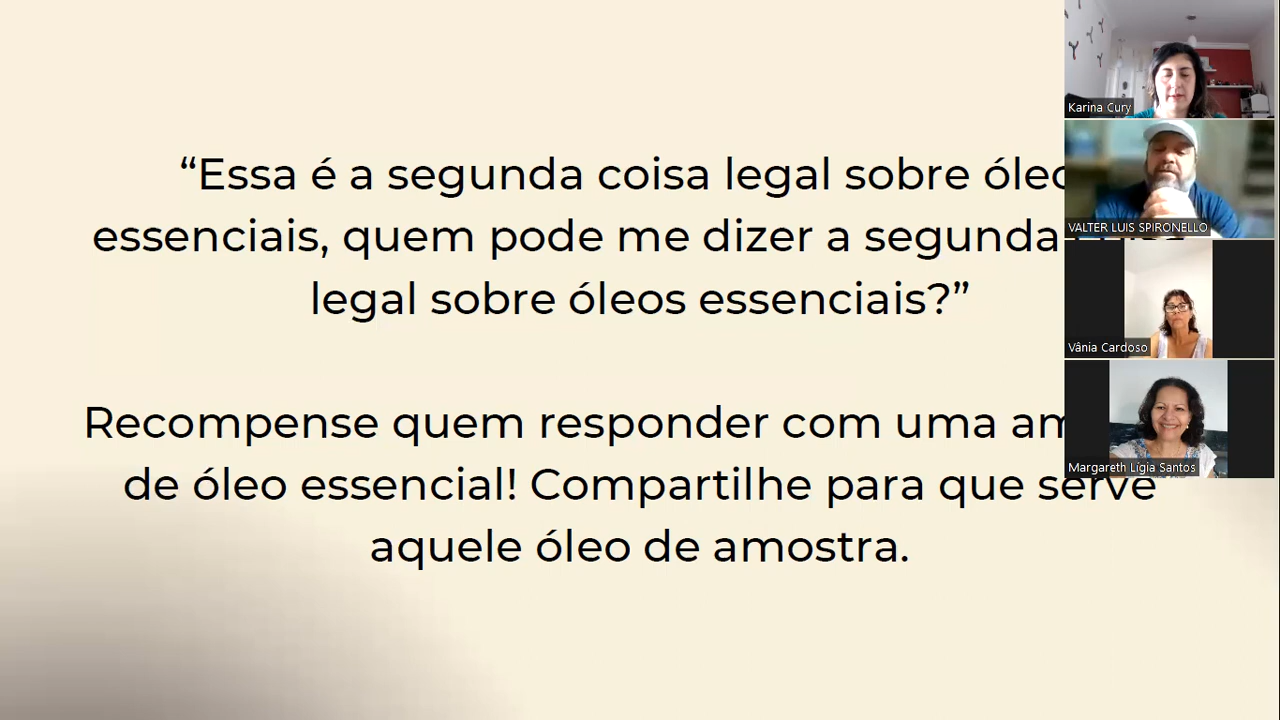 “Essa é a segunda coisa legal sobre óleo
essenciais, quem pode me dizer a segunda
legal sobre óleos essenciais?”
Recompense quem responder com uma am
de óleo essencial! Compartilhe para que serve
aquele óleo de amostra.
Karina Cury
VALTER LUIS SPIRONELLO
Vânia Cardoso
Margareth Lígia Santos